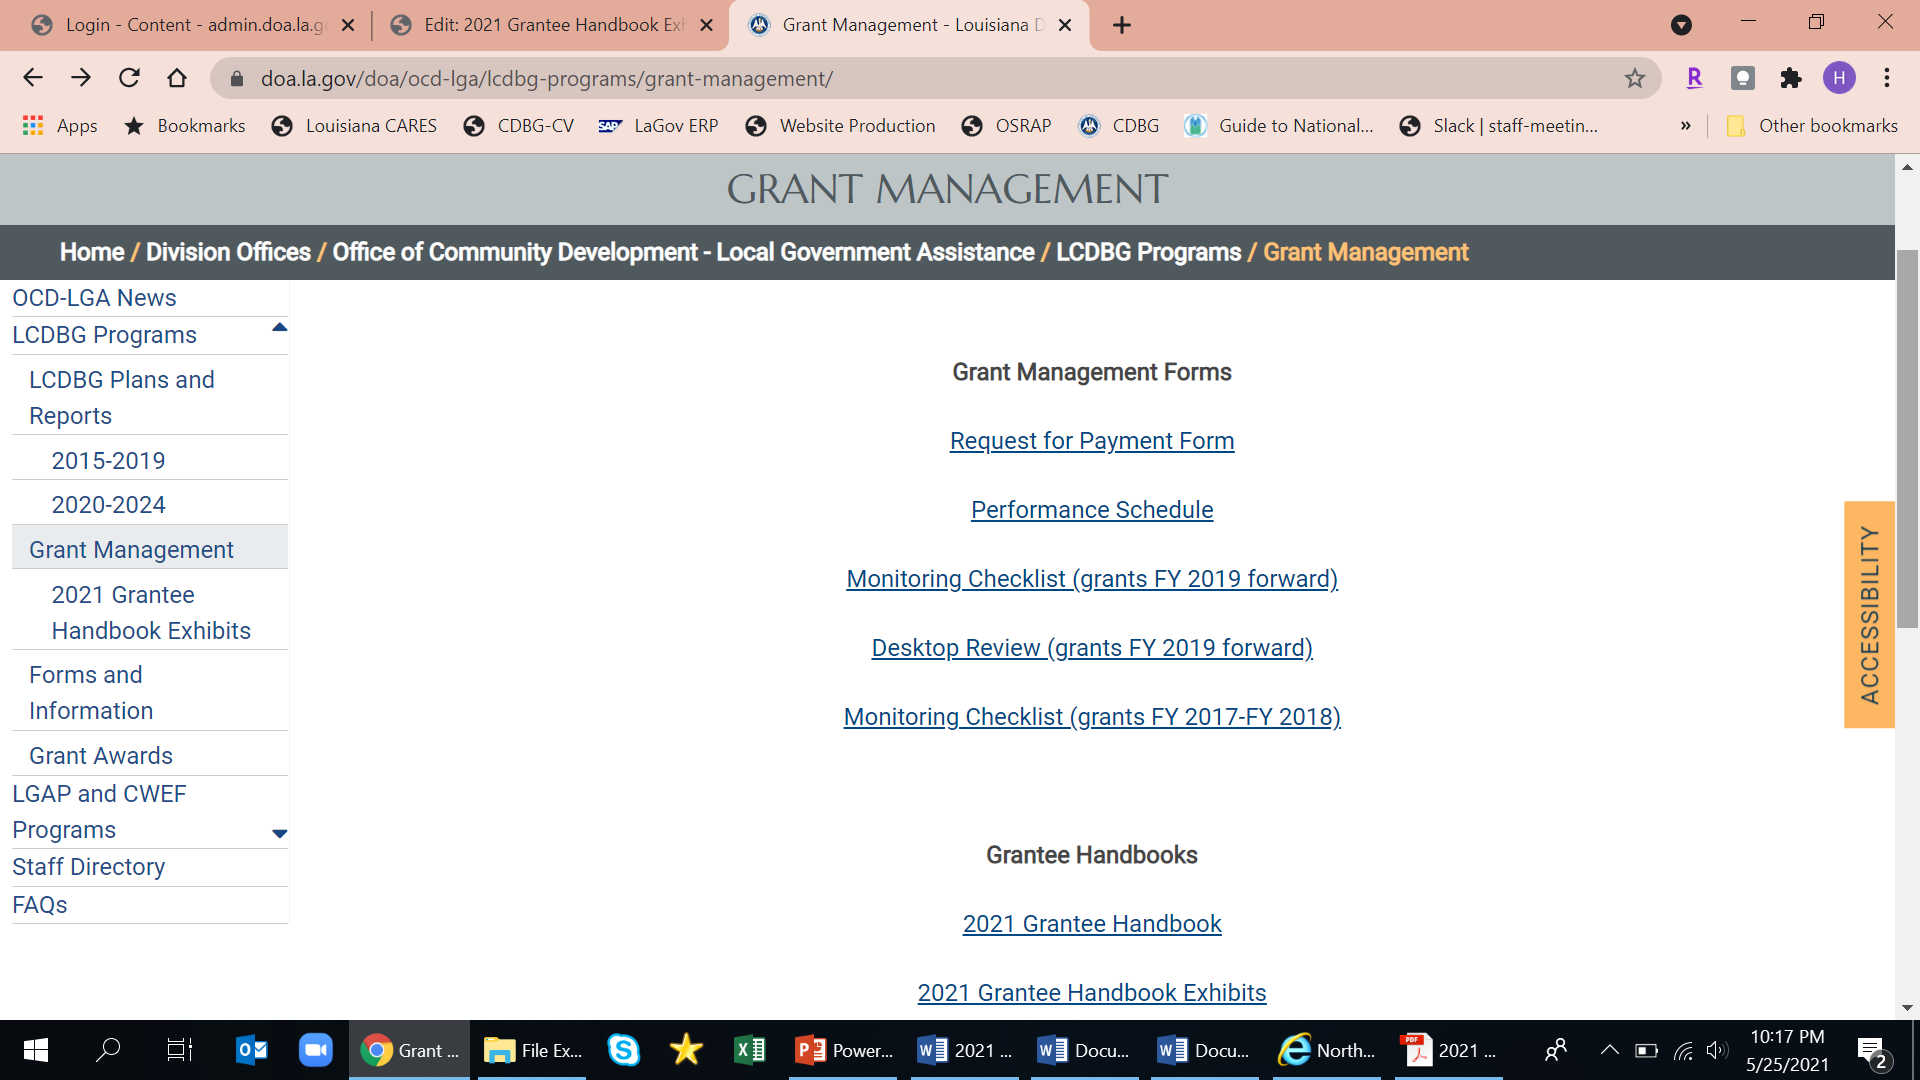 Login - Content - admin.doa.la.g
Edit: 2021 Grantee Handbook Exh
Grant Management - Louisiana D
doa.la.gov/doa/ocd-lga/lcdbg-programs/grant-management/
R
H
Apps
Bookmarks
Louisiana CARES
CDBG-CV
SAP
LaGov ERP
Website Production
OSRAP
CDBG
Guide to National...
Slack | staff-meetin...
»
Other bookmarks
GRANT MANAGEMENT
Home / Division Offices / Office of Community Development - Local Government Assistance / LCDBG Programs / Grant Management
OCD-LGA News
LCDBG Programs
LCDBG Plans and
Reports
2015-2019
2020-2024
Grant Management
2021 Grantee
Handbook Exhibits
Forms and
Information
Grant Awards
LGAP and CWEF
Programs
Staff Directory
FAQs
Grant Management Forms
Request for Payment Form
Performance Schedule
Monitoring Checklist (grants FY 2019 forward)
Desktop Review (grants FY 2019 forward)
Monitoring Checklist (grants FY 2017-FY 2018)
Grantee Handbooks
2021 Grantee Handbook
2021 Grantee Handbook Exhibits
ACCESSIBILITY
Grant ...
File Ex...
Power...
2021 ...
Docu...
Docu...
North...
PDF
2021 ...
10:17 PM
5/25/2021
2